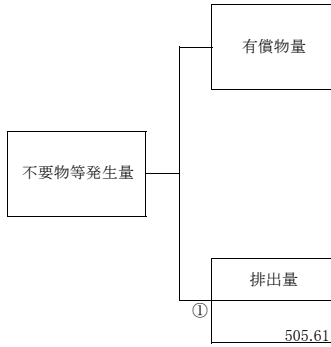 有償物量
不要物等発生量
排出量
①
505.61